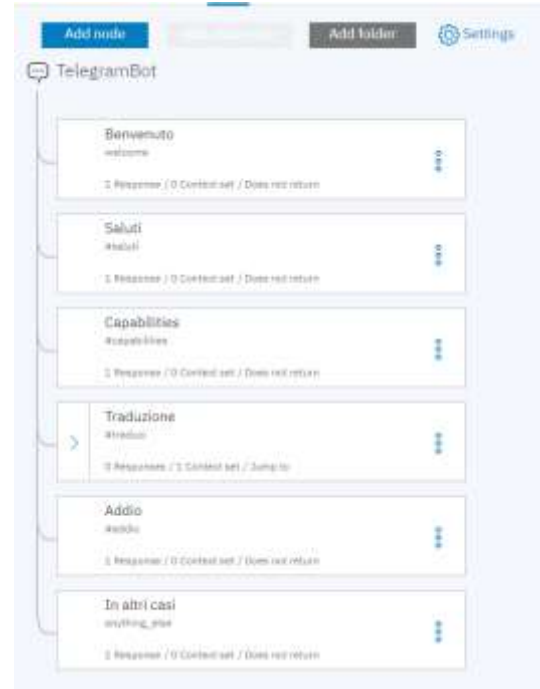 Add node
Add folder
Settings
TelegramBot
Benvenuto
welcome
1 Response / 0 Context set / Does not return
Saluti
#saluti
1 Response / 0 Context set / Does not return
Capabilities
#capabilities
1 Response / 0 Context set / Does not return
Traduzione
0 Responses / 1 Context set / Jump to
Addio
#addio
1 Response / 0 Context set / Does not return
In altri casi
anything_else
1 Response / 0 Context set / Does not return